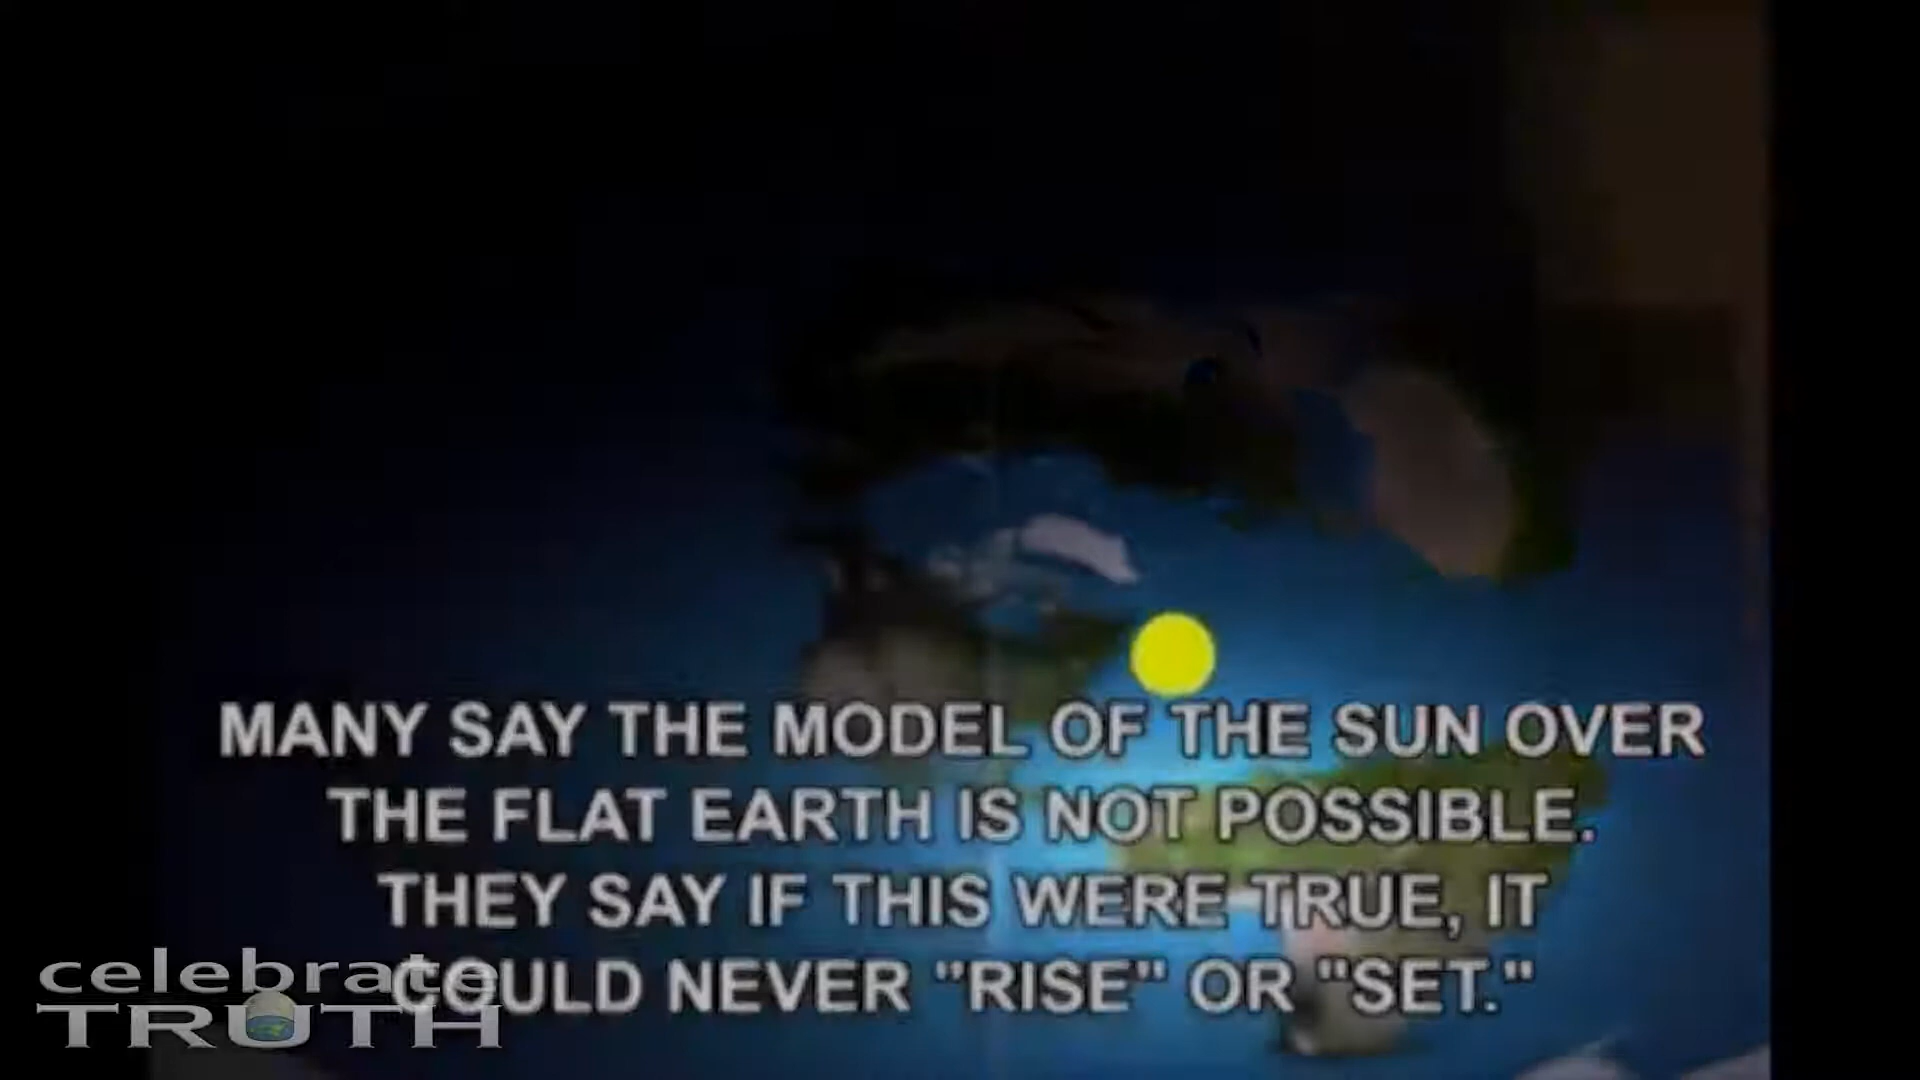 MANY SAY THE MODEL OF THE SUN OVER
THE FLAT EARTH IS NOT POSSIBLE.
THEY SAY IF THIS WERE TRUE, IT
COULD NEVER "RISE" OR "SET."
celebrate
TRUTH